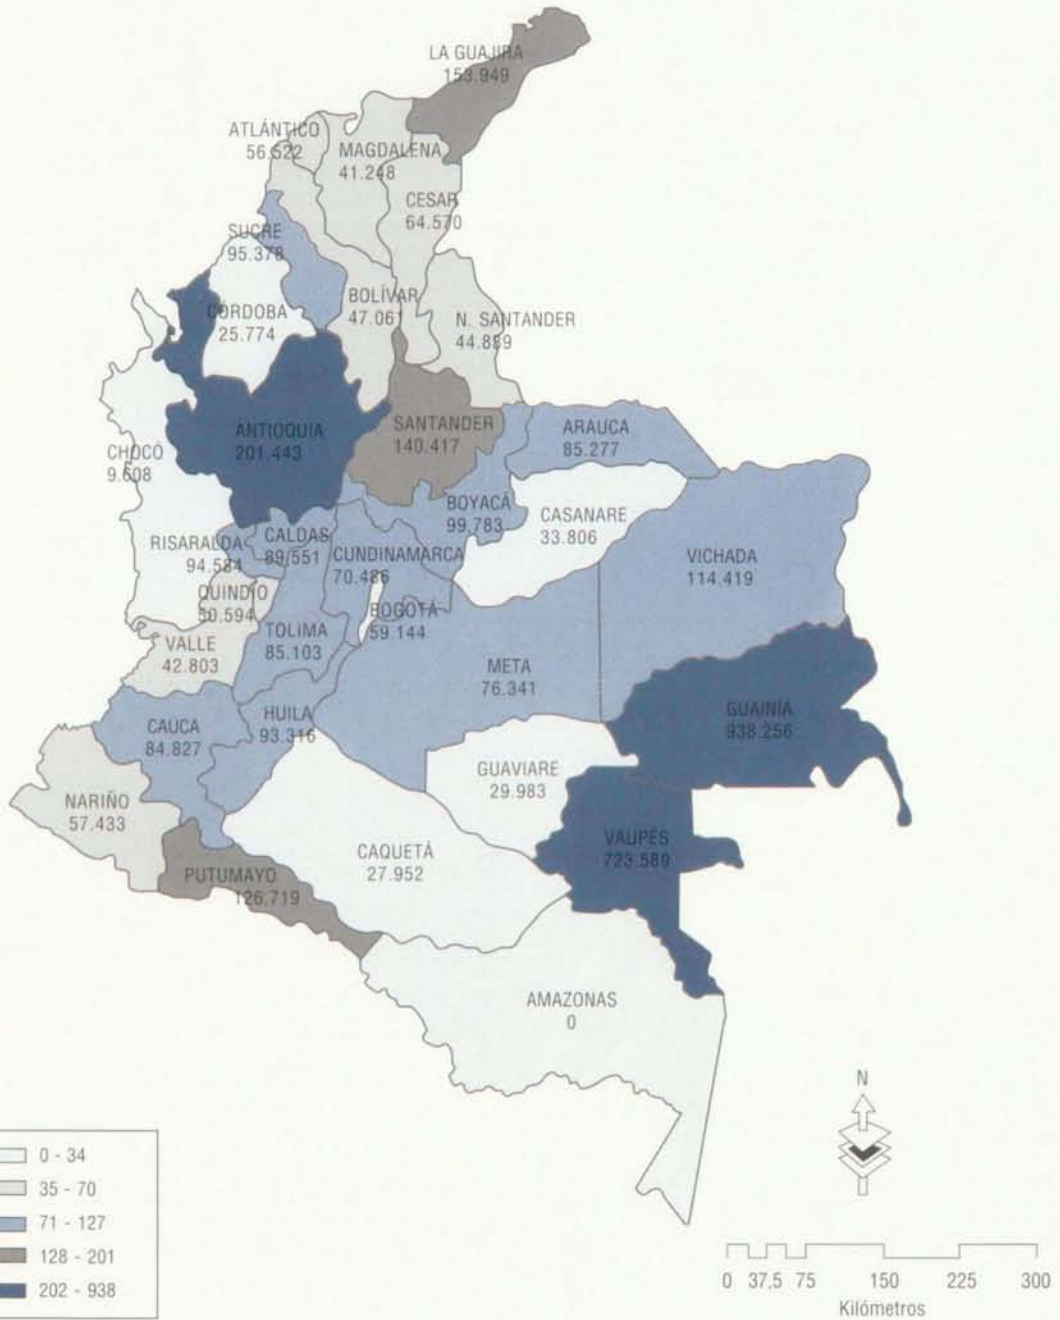 LA GUAJIRA
153.949
ATLÁNTICO
56.522
MAGDALENA
41.248
CESAR
64.570
SUCRE
95.378
BOLÍVAR
47.061
CÓRDOBA
25.774
N. SANTANDER
44.889
ANTIOQUIA
201.443
SANTANDER
140.417
ARAUCA
85.277
CHOCÓ
9.608
BOYACÁ
99.783
CASANARE
33.806
RISARALDA
94.584
CALDAS
89.551
CUNDINAMARCA
70.486
VICHADA
114.419
QUINDÍO
50.594
BOGOTÁ
59.144
TOLIMA
85.103
VALLE
42.803
META
76.341
GUAINÍA
938.256
CAUCA
84.827
HUILA
93.316
GUAVIARE
29.983
NARIÑO
57.433
VAUPÉS
723.589
CAQUETÁ
27.952
PUTUMAYO
126.719
AMAZONAS
0
N
0 - 34
35 - 70
71 - 127
128 - 201
202 - 938
0 37,5 75 150 225 300
Kilómetros